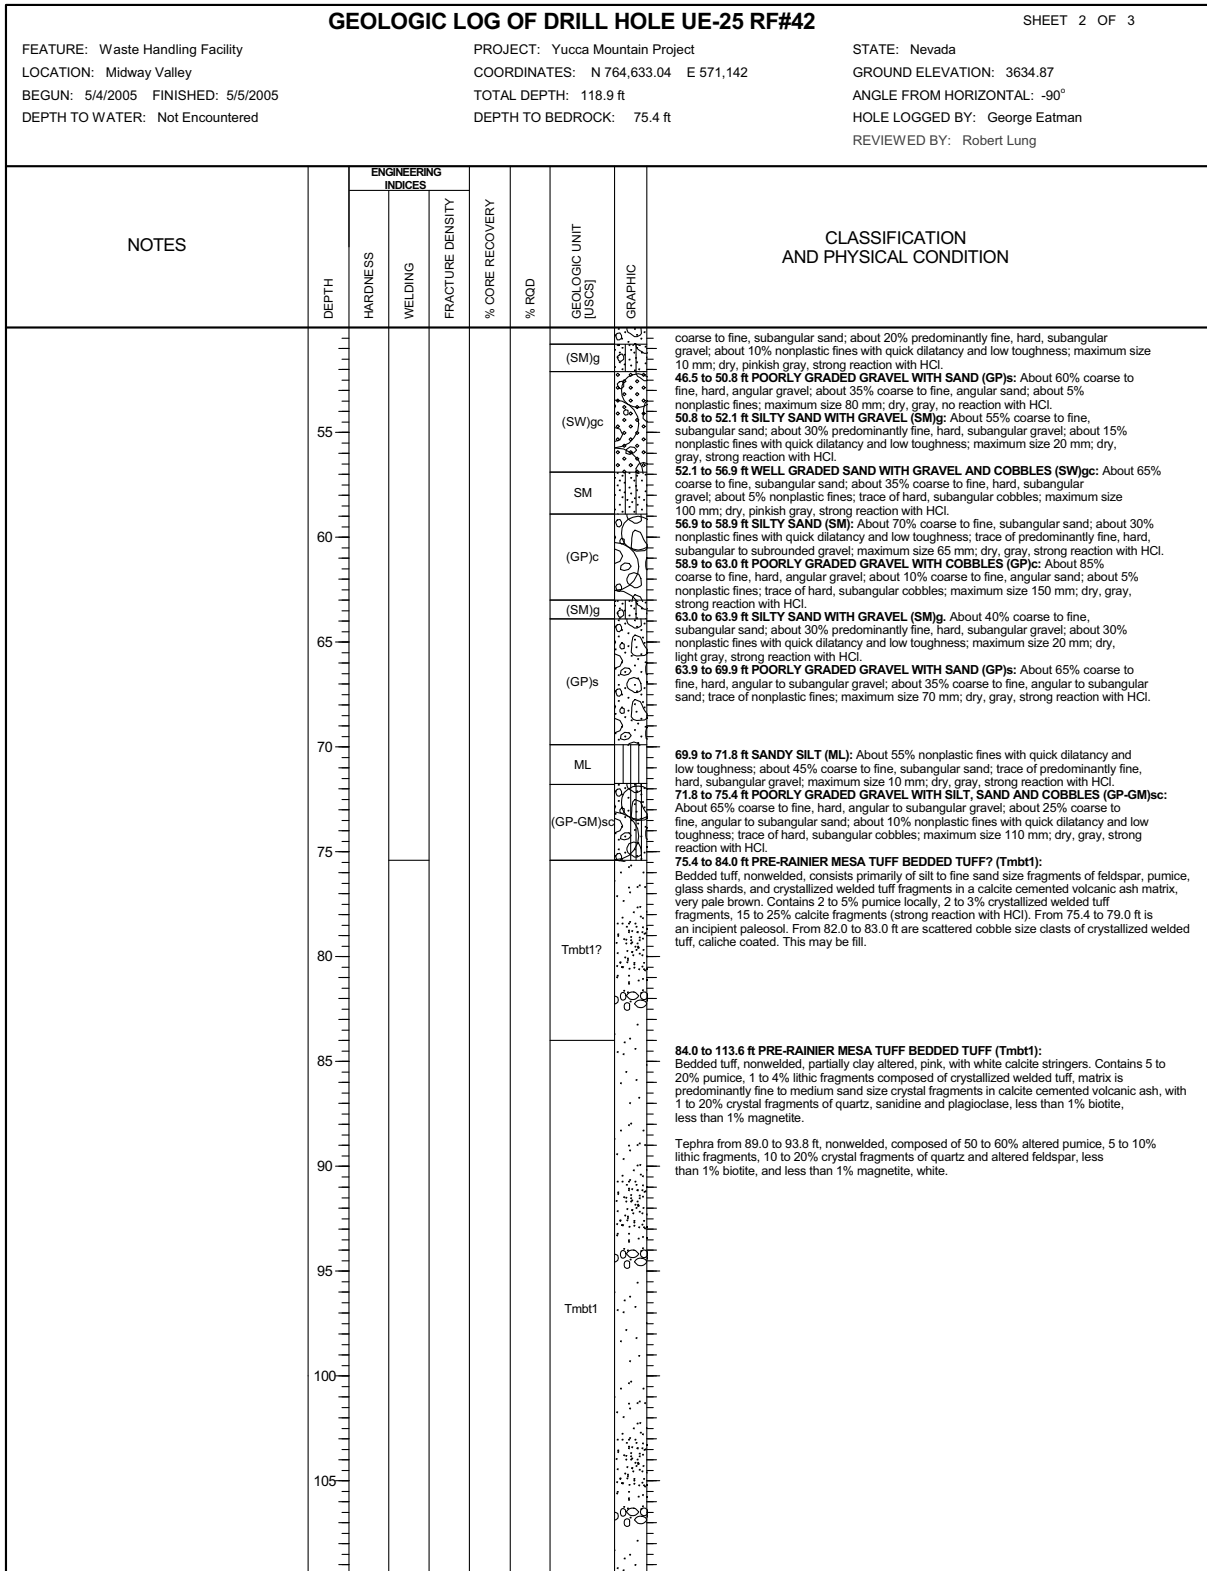 GEOLOGIC LOG OF DRILL HOLE UE-25 RF#42
SHEET 2 OF 3
FEATURE: Waste Handling Facility
PROJECT: Yucca Mountain Project
STATE: Nevada
LOCATION: Midway Valley
COORDINATES: N 764,633.04 E 571,142
GROUND ELEVATION: 3634.87
BEGUN: 5/4/2005 FINISHED: 5/5/2005
TOTAL DEPTH: 118.9 ft
ANGLE FROM HORIZONTAL: -90°
DEPTH TO WATER: Not Encountered
DEPTH TO BEDROCK: 75.4 ft
HOLE LOGGED BY: George Eatman
REVIEWED BY: Robert Lung
NOTES
DEPTH
ENGINEERING
INDICES
HARDNESS
WELDING
FRACTURE DENSITY
% CORE RECOVERY
% RQD
GEOLOGIC UNIT
[USCS]
GRAPHIC
CLASSIFICATION
AND PHYSICAL CONDITION
55
60
65
70
75
80
85
90
95
100
105
(SM)g
(SW)gc
SM
(GP)c
(SM)g
(GP)s
ML
(GP-GM)sc
Tmbt1?
Tmbt1
coarse to fine, subangular sand; about 20% predominantly fine, hard, subangular
gravel; about 10% nonplastic fines with quick dilatancy and low toughness; maximum size
10 mm; dry, pinkish gray, strong reaction with HCl.
46.5 to 50.8 ft POORLY GRADED GRAVEL WITH SAND (GP)s: About 60% coarse to
fine, hard, angular gravel; about 35% coarse to fine, angular sand; about 5%
nonplastic fines; maximum size 80 mm; dry, gray, no reaction with HCl.
50.8 to 52.1 ft SILTY SAND WITH GRAVEL (SM)g: About 55% coarse to fine,
subangular sand; about 30% predominantly fine, hard, subangular gravel; about 15%
nonplastic fines with quick dilatancy and low toughness; maximum size 20 mm; dry,
gray, strong reaction with HCl.
52.1 to 56.9 ft WELL GRADED SAND WITH GRAVEL AND COBBLES (SW)gc: About 65%
coarse to fine, subangular sand; about 35% coarse to fine, hard, subangular
gravel; about 5% nonplastic fines; trace of hard, subangular cobbles; maximum size
100 mm; dry, pinkish gray, strong reaction with HCl.
56.9 to 58.9 ft SILTY SAND (SM): About 70% coarse to fine, subangular sand; about 30%
nonplastic fines with quick dilatancy and low toughness; trace of predominantly fine, hard,
subangular to subrounded gravel; maximum size 65 mm; dry, gray, strong reaction with HCl.
58.9 to 63.0 ft POORLY GRADED GRAVEL WITH COBBLES (GP)c: About 85%
coarse to fine, hard, angular gravel; about 10% coarse to fine, angular sand; about 5%
nonplastic fines; trace of hard, subangular cobbles; maximum size 150 mm; dry, gray,
strong reaction with HCl.
63.0 to 63.9 ft SILTY SAND WITH GRAVEL (SM)g. About 40% coarse to fine,
subangular sand; about 30% predominantly fine, hard, subangular gravel; about 30%
nonplastic fines with quick dilatancy and low toughness; maximum size 20 mm; dry,
light gray, strong reaction with HCl.
63.9 to 69.9 ft POORLY GRADED GRAVEL WITH SAND (GP)s: About 65% coarse to
fine, hard, angular to subangular gravel; about 35% coarse to fine, angular to subangular
sand; trace of nonplastic fines; maximum size 70 mm; dry, gray, strong reaction with HCl.
69.9 to 71.8 ft SANDY SILT (ML): About 55% nonplastic fines with quick dilatancy and
low toughness; about 45% coarse to fine, subangular sand; trace of predominantly fine,
hard, subangular gravel; maximum size 10 mm; dry, gray, strong reaction with HCl.
71.8 to 75.4 ft POORLY GRADED GRAVEL WITH SILT, SAND AND COBBLES (GP-GM)sc:
About 65% coarse to fine, hard, angular to subangular gravel; about 25% coarse to
fine, angular to subangular sand; about 10% nonplastic fines with quick dilatancy and low
toughness; trace of hard, subangular cobbles; maximum size 110 mm; dry, gray, strong
reaction with HCl.
75.4 to 84.0 ft PRE-RAINIER MESA TUFF BEDDED TUFF? (Tmbt1):
Bedded tuff, nonwelded, consists primarily of silt to fine sand size fragments of feldspar, pumice,
glass shards, and crystallized welded tuff fragments in a calcite cemented volcanic ash matrix,
very pale brown. Contains 2 to 5% pumice locally, 2 to 3% crystallized welded tuff
fragments, 15 to 25% calcite fragments (strong reaction with HCl). From 75.4 to 79.0 ft is
an incipient paleosol. From 82.0 to 83.0 ft are scattered cobble size clasts of crystallized welded
tuff, caliche coated. This may be fill.
84.0 to 113.6 ft PRE-RAINIER MESA TUFF BEDDED TUFF (Tmbt1):
Bedded tuff, nonwelded, partially clay altered, pink, with white calcite stringers. Contains 5 to
20% pumice, 1 to 4% lithic fragments composed of crystallized welded tuff, matrix is
predominantly fine to medium sand size crystal fragments in calcite cemented volcanic ash, with
1 to 20% crystal fragments of quartz, sanidine and plagioclase, less than 1% biotite,
less than 1% magnetite.
Tephra from 89.0 to 93.8 ft, nonwelded, composed of 50 to 60% altered pumice, 5 to 10%
lithic fragments, 10 to 20% crystal fragments of quartz and altered feldspar, less
than 1% biotite, and less than 1% magnetite, white.